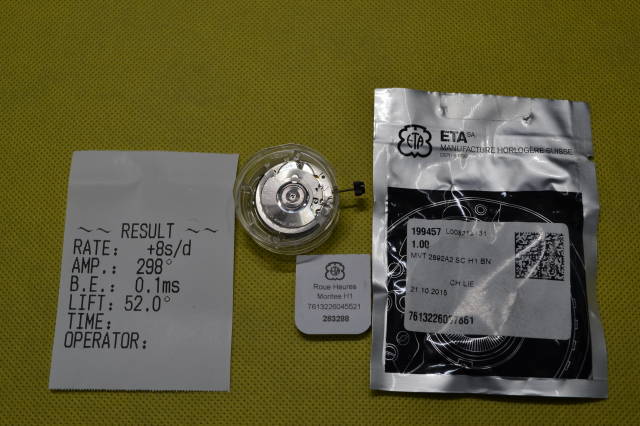 ~~ RESULT ~~
RATE: +8s/d
AMP.: 298°
B.E.: 0.1ms
LIFT: 52.0°
TIME:
OPERATOR:
ETA
Roue Heures
Montee H1
7613226045521
283288
ETA SA
MANUFACTURE HORLOGÈRE SUISSE
199457
1.00
MVT 2892A2 SC H1 BN
CH LIE
21.10.2015